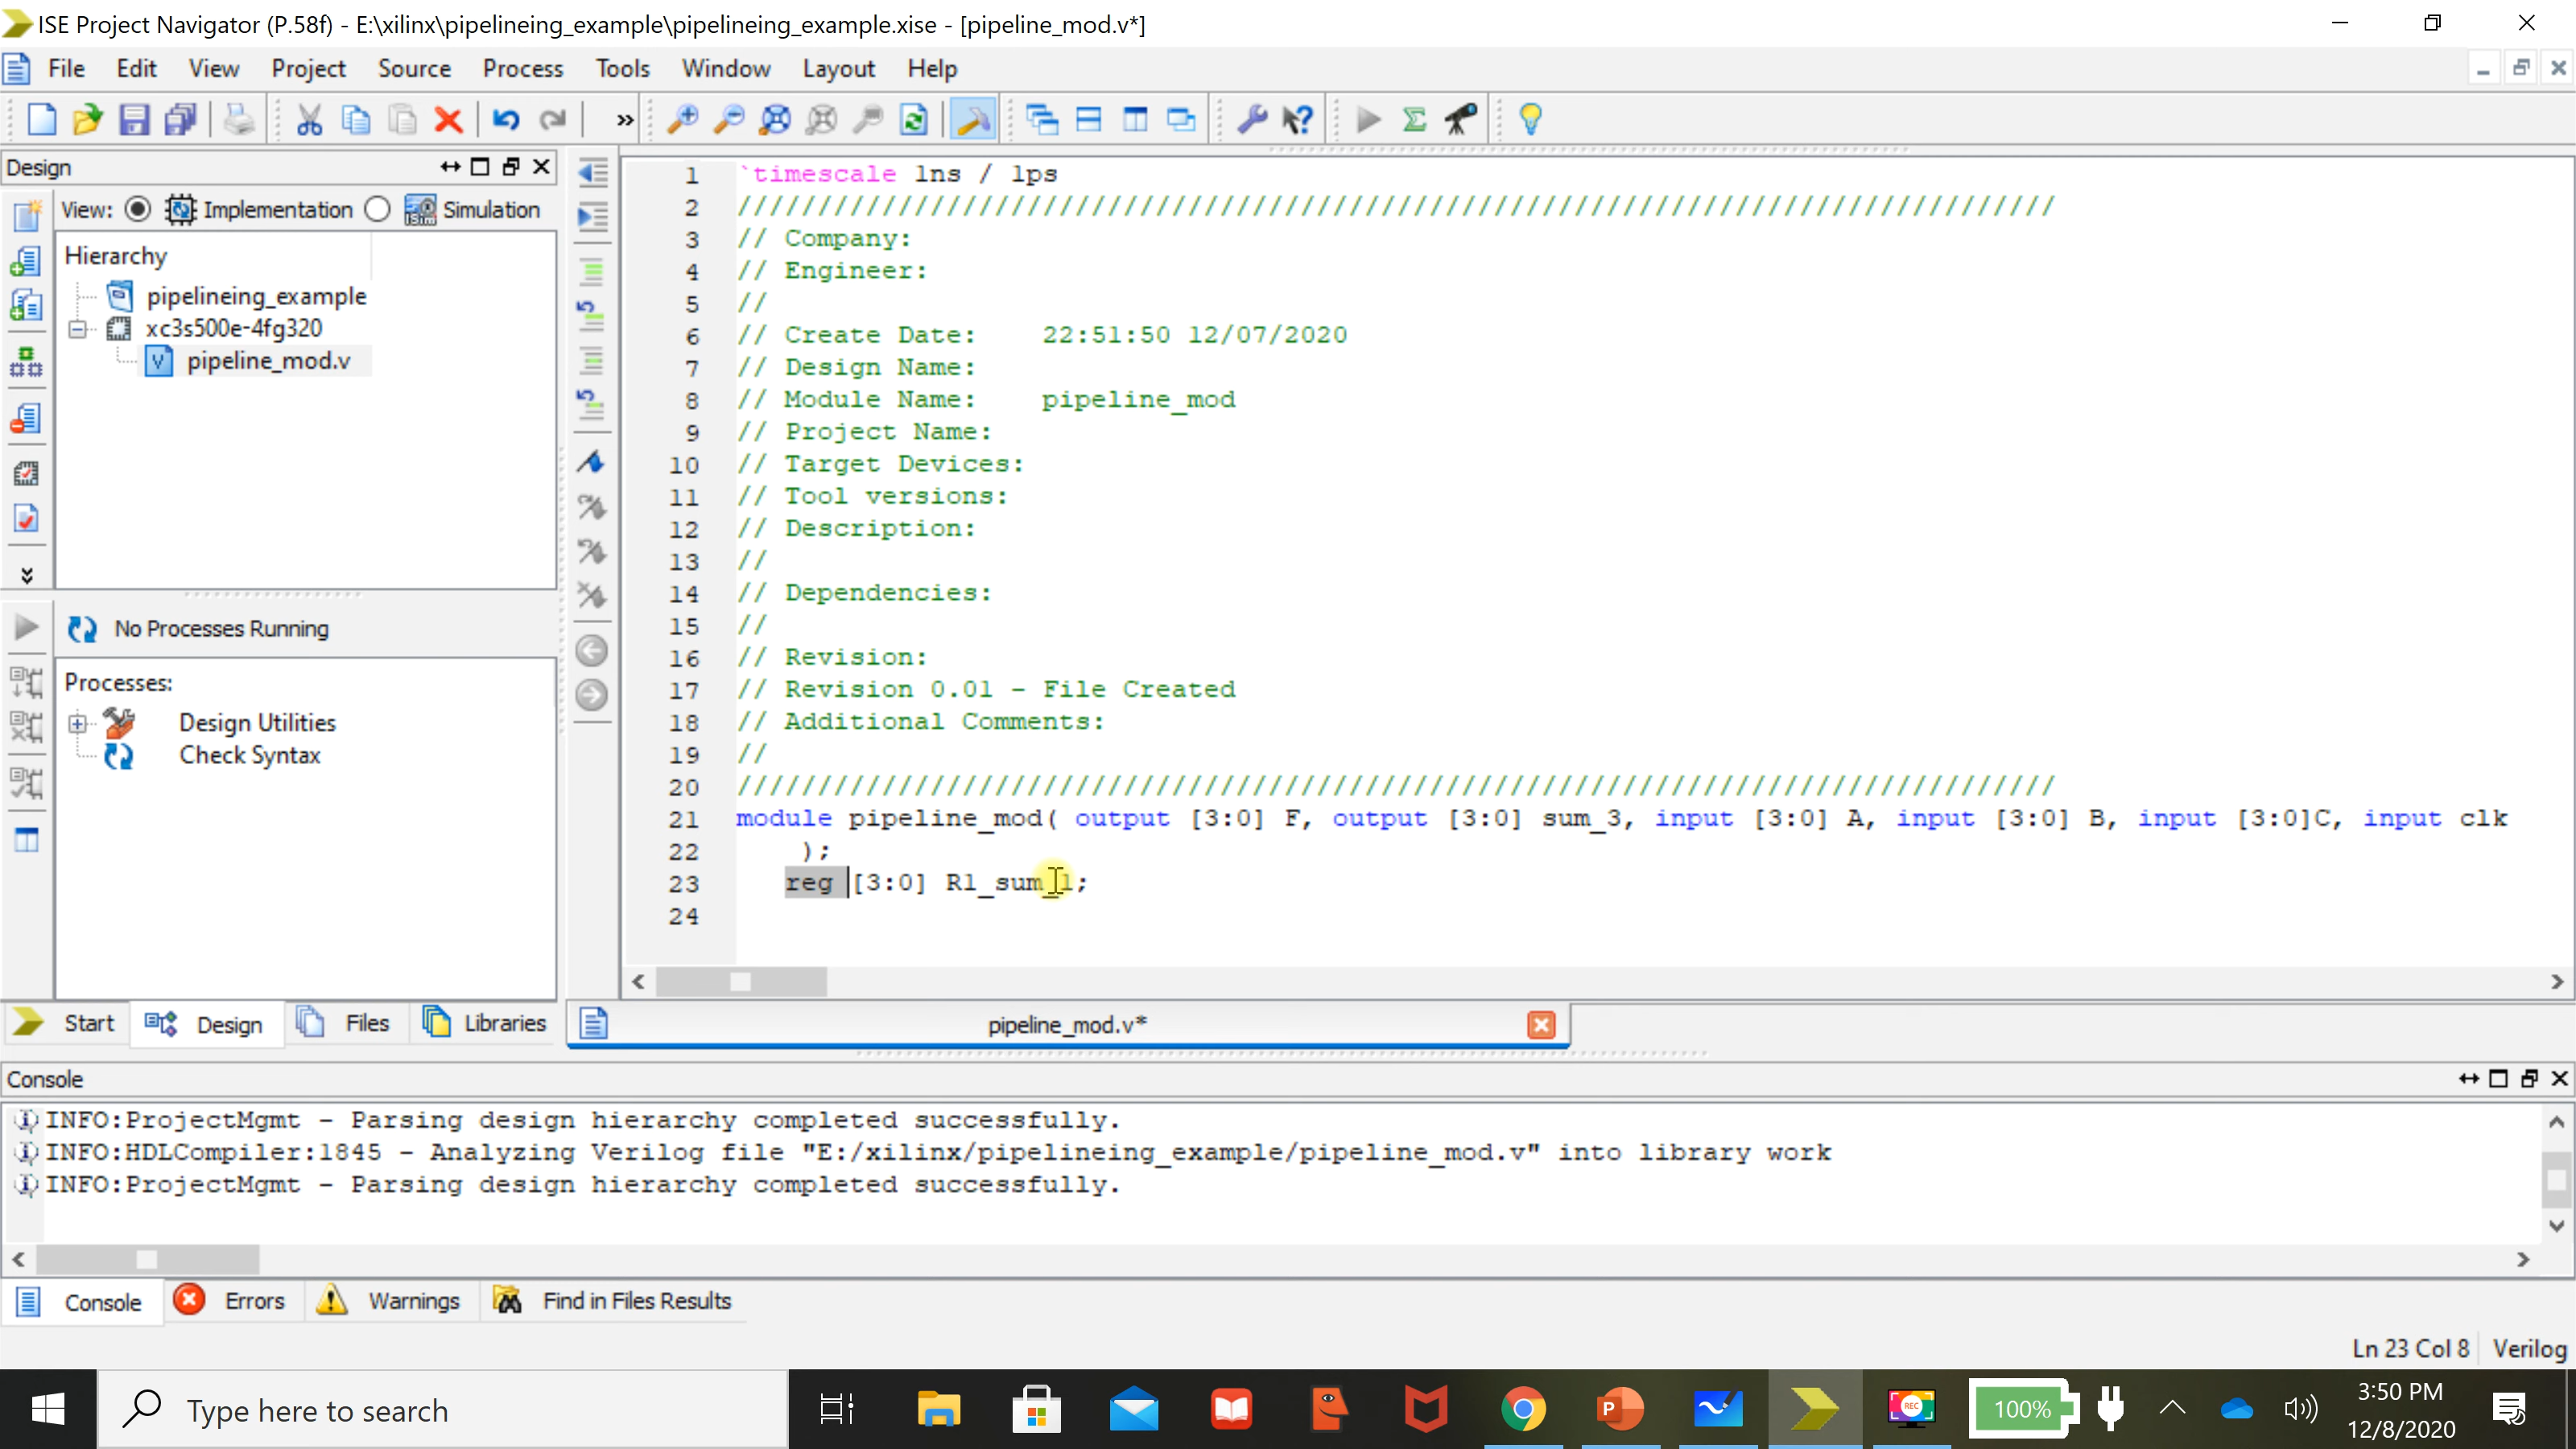 ISE Project Navigator (P.58f) - E:\xilinx\pipelineing_example\pipelineing_example.xise - [pipeline_mod.v*]
File Edit View Project Source Process Tools Window Layout Help
»
Design
View: Implementation Simulation
Hierarchy
pipelineing_example
xc3s500e-4fg320
pipeline_mod.v
No Processes Running
Processes:
Design Utilities
Check Syntax
Start Design Files Libraries
1 `timescale 1ns / 1ps
2 //////////////////////////////////////////////////////////////////////////////////
3 // Company:
4 // Engineer:
5 //
6 // Create Date:    22:51:50 12/07/2020
7 // Design Name:
8 // Module Name:    pipeline_mod
9 // Project Name:
10 // Target Devices:
11 // Tool versions:
12 // Description:
13 //
14 // Dependencies:
15 //
16 // Revision:
17 // Revision 0.01 - File Created
18 // Additional Comments:
19 //
20 //////////////////////////////////////////////////////////////////////////////////
21 module pipeline_mod( output [3:0] F, output [3:0] sum_3, input [3:0] A, input [3:0] B, input [3:0]C, input clk
22     );
23 reg [3:0] R1_sum_1;
24
pipeline_mod.v*
Console
INFO:ProjectMgmt - Parsing design hierarchy completed successfully.
INFO:HDLCompiler:1845 - Analyzing Verilog file "E:/xilinx/pipelineing_example/pipeline_mod.v" into library work
INFO:ProjectMgmt - Parsing design hierarchy completed successfully.
Console Errors Warnings Find in Files Results
Ln 23 Col 8 Verilog
Type here to search
100%
3:50 PM
12/8/2020